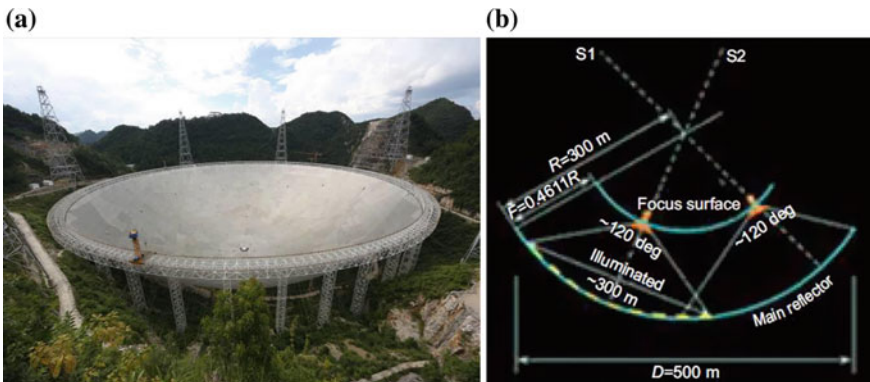 (a)
(b)
S1
S2
R=300 m
F=0.4611R
Focus surface
~120 deg
~120 deg
Illuminated
~300 m
Main reflector
D=500 m